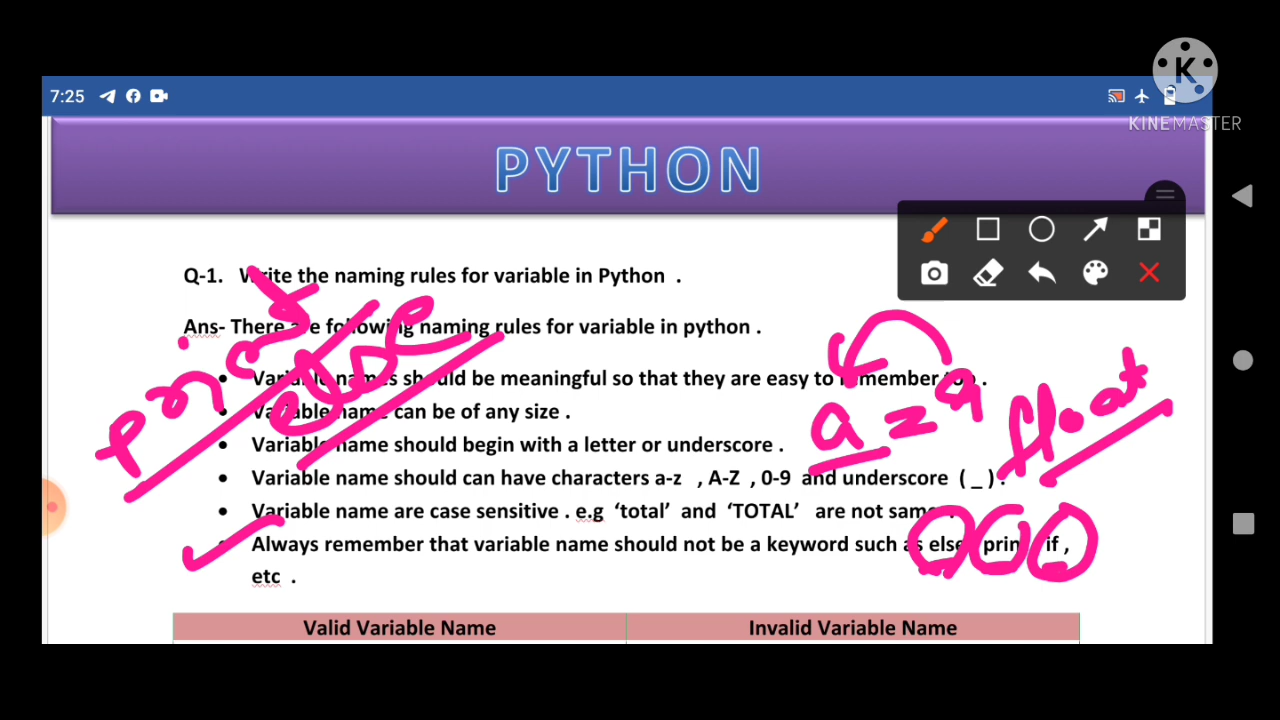 7:25
KINEMASTER
PYTHON
Q-1. Write the naming rules for variable in Python .
Ans- There are following naming rules for variable in python .
Variable names should be meaningful so that they are easy to remember too .
Variable name can be of any size .
Variable name should begin with a letter or underscore .
Variable name should can have characters a-z , A-Z , 0-9 and underscore ( _ ) .
Variable name are case sensitive . e.g ‘total’ and ‘TOTAL’ are not same .
Always remember that variable name should not be a keyword such as else, print, if ,
etc .
print
else
a = 9
float
Valid Variable Name Invalid Variable Name